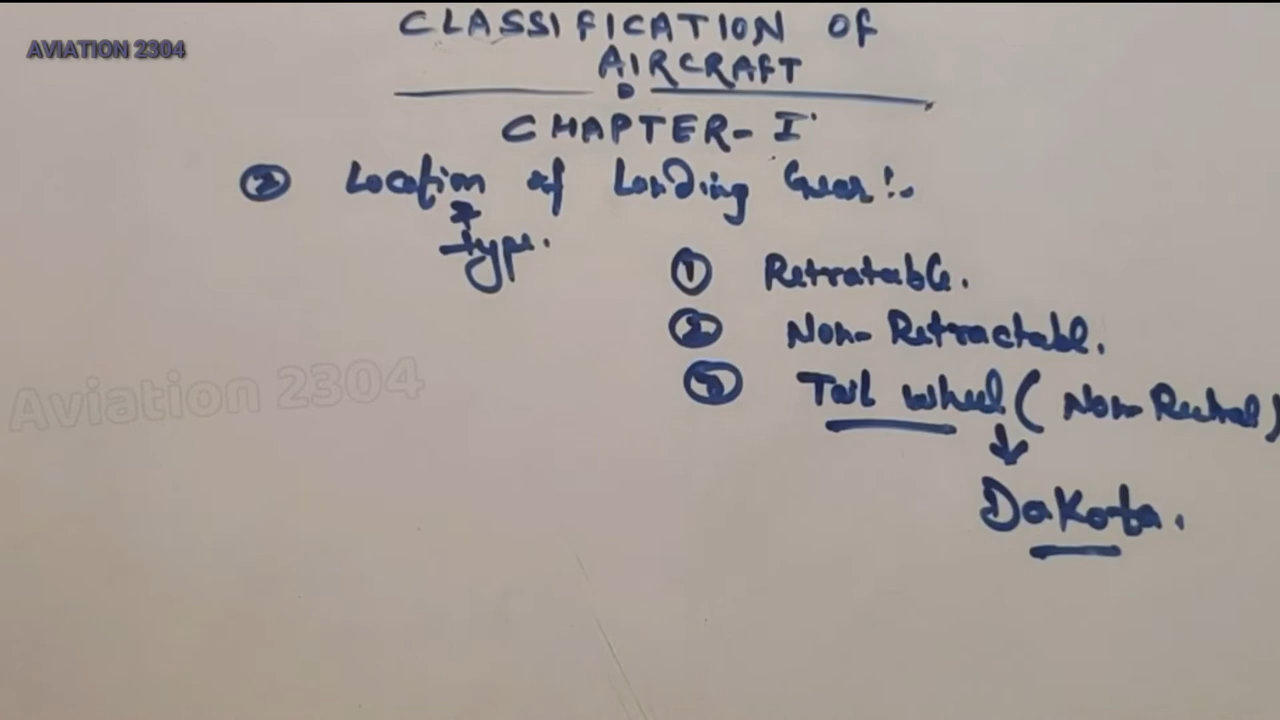 CLASSIFICATION OF
AVIATION 2304
AIRCRAFT
CHAPTER-I
② Location of Landing Gear:-
& type.
① Retratable.
② Non-Retractable.
Aviation 2304
③ Tail wheel ( Non-Retral)
↓
Dakota.